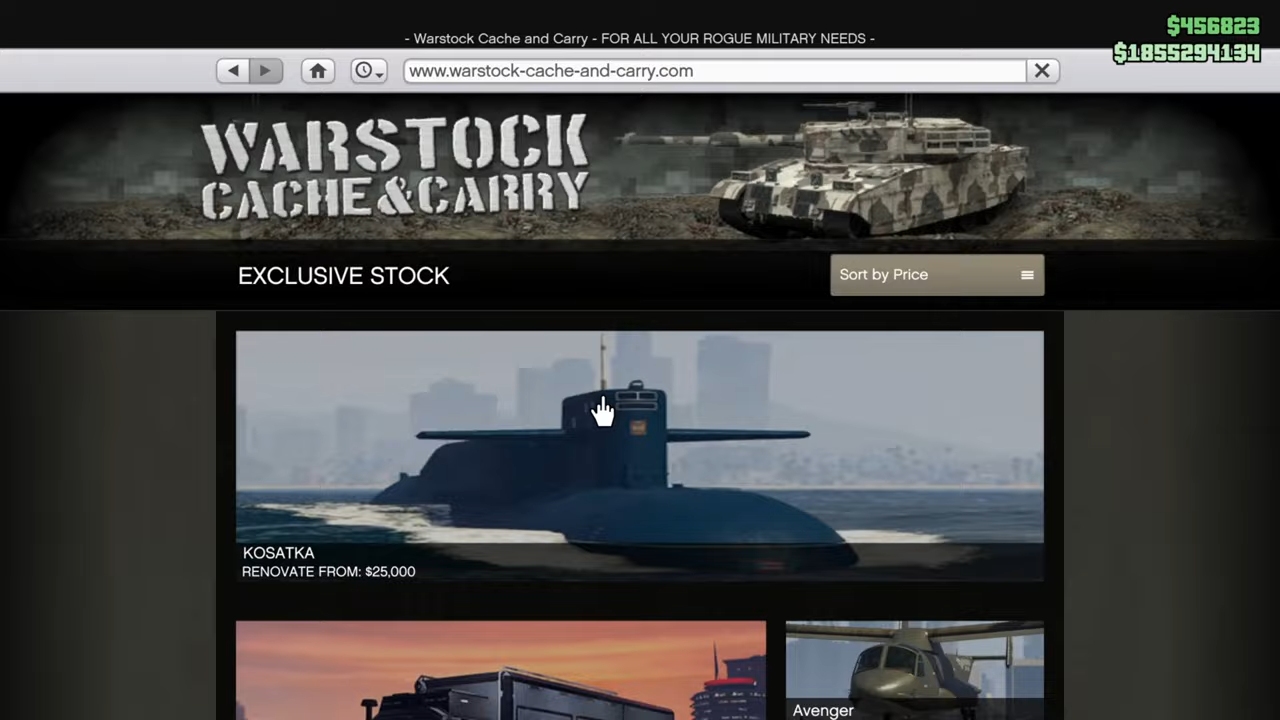 $456823
- Warstock Cache and Carry - FOR ALL YOUR ROGUE MILITARY NEEDS -
$1855294134
www.warstock-cache-and-carry.com
WARSTOCK
CACHE&CARRY
EXCLUSIVE STOCK
Sort by Price
KOSATKA
RENOVATE FROM: $25,000
Avenger